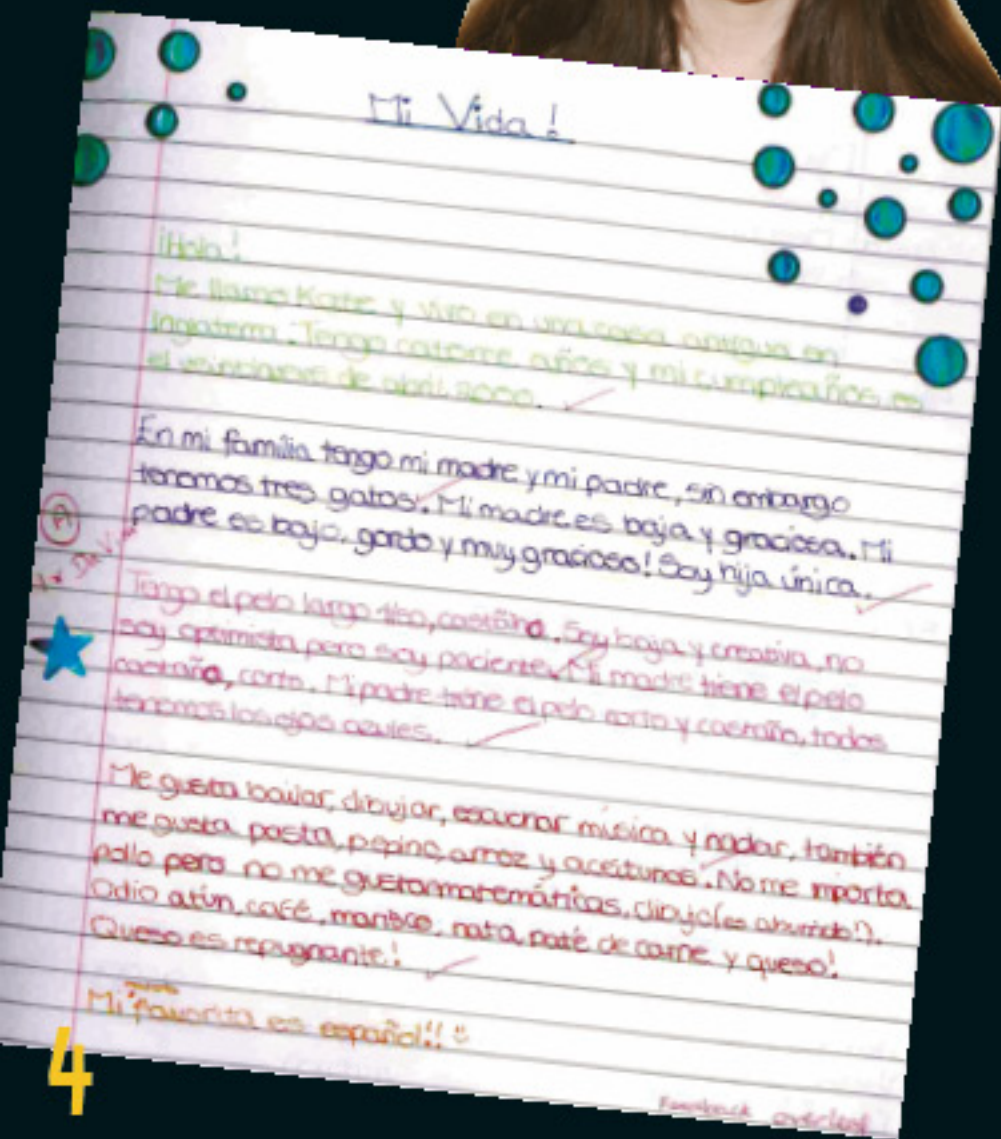 Mi Vida!
¡Hola!
Me llamo Katie y vivo en una casa antigua en
Inglaterra. Tengo catorce años y mi cumpleaños es
el de abril 2000.
En mi familia tengo mi madre y mi padre, sin embargo
tenemos tres gatos. Mi madre es baja y graciosa. Mi
padre es bajo, gordo y muy gracioso! Soy hija única.
A
Tengo el pelo largo liso, castaño. Soy baja y creativa, no
soy optimista pero soy paciente. Mi madre tiene el pelo
castaño, corto. Mi padre tiene el pelo corto y castaño, todos
tenemos los ojos azules.
Me gusta bailar, dibujar, escuchar música y nadar, también
me gusta pasta, pepino, arroz y aceitunas. No me importa
pollo pero no me gustan matemáticas, dibujo (es aburrido!).
Odio atún, café, marisco, nata, paté de carne y queso!
Queso es repugnante!
Mi favorita es español!!
4
Feedback overleaf